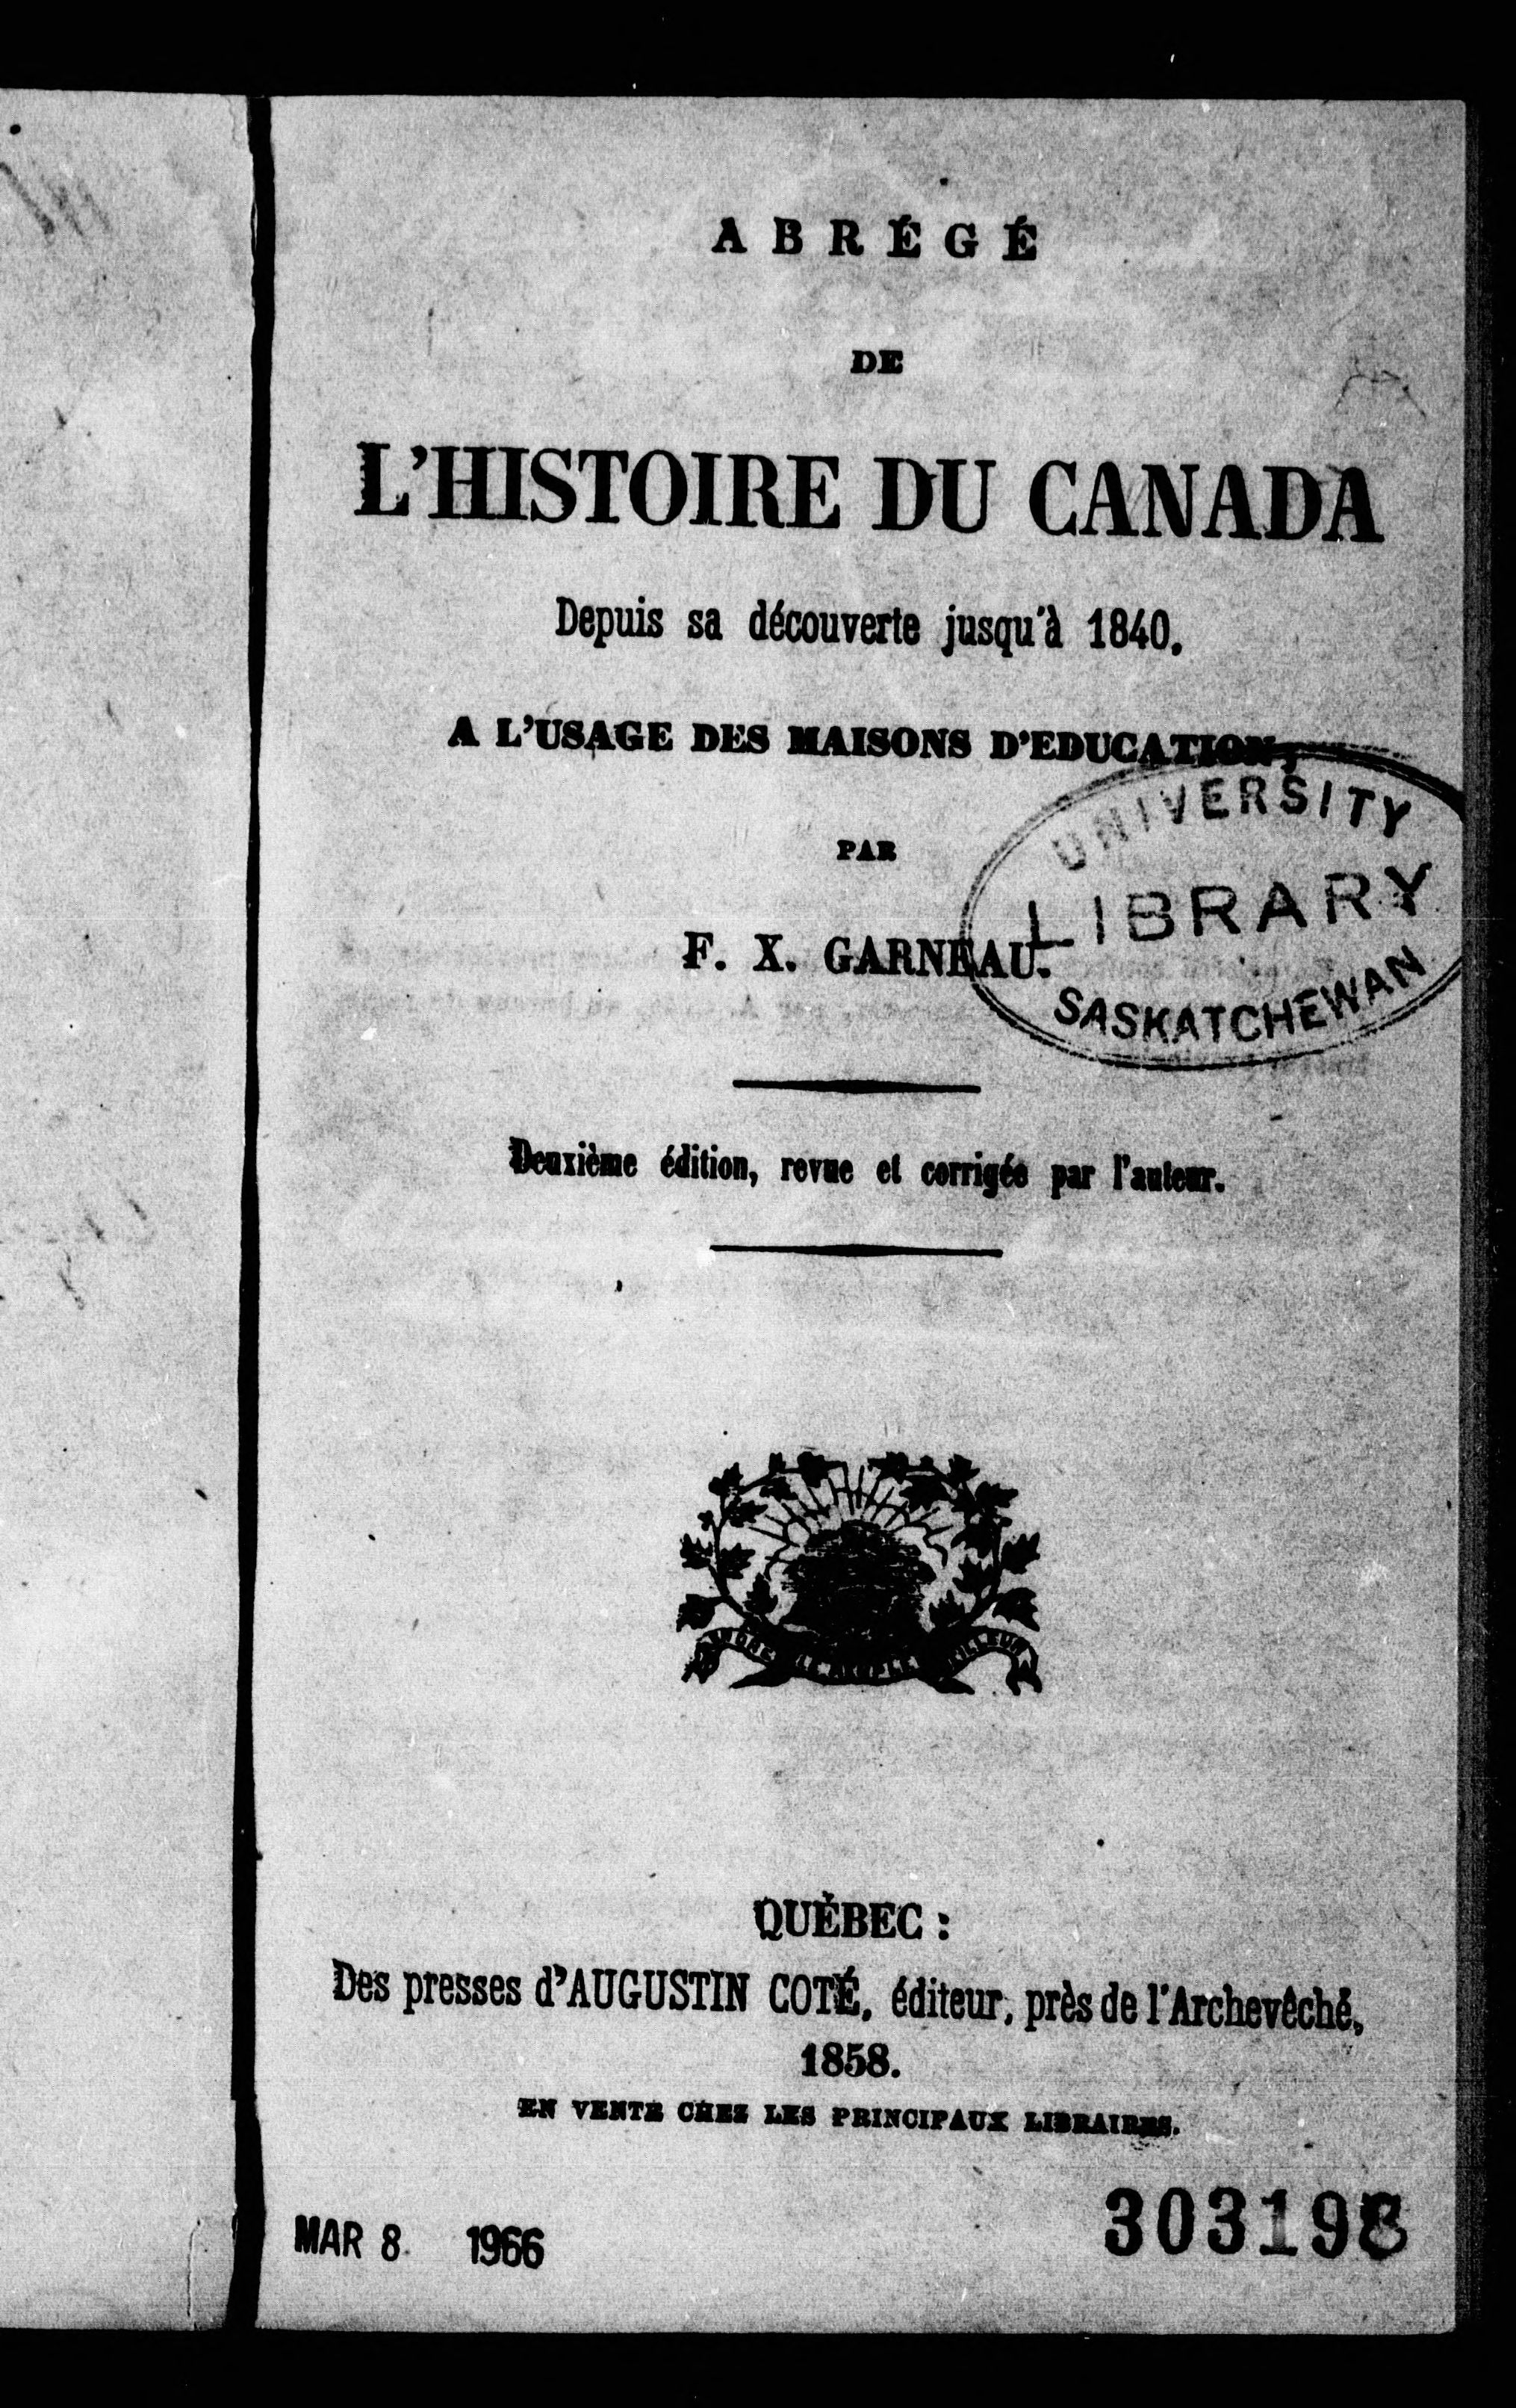 ABRÉGÉ
DE
L'HISTOIRE DU CANADA
Depuis sa découverte jusqu'à 1840.
A L'USAGE DES MAISONS D'EDUCATION,
PAR
F. X. GARNEAU.
UNIVERSITY
LIBRARY
SASKATCHEWAN
Deuxième édition, revue et corrigée par l'auteur.
QUÉBEC :
Des presses d'AUGUSTIN COTÉ, éditeur, près de l'Archevêché,
1858.
EN VENTE CHEZ LES PRINCIPAUX LIBRAIRES.
MAR 8 1966